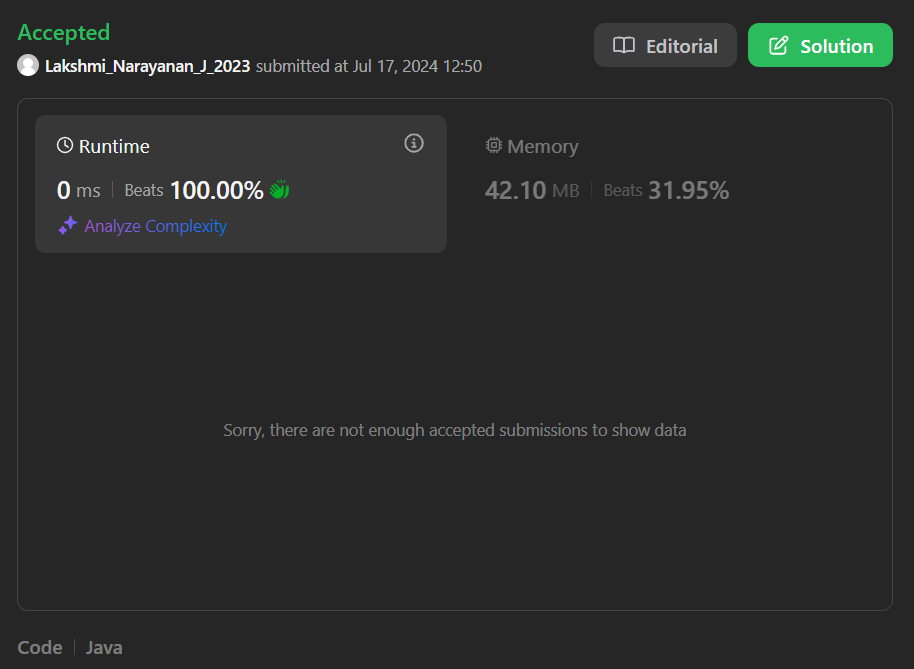 Accepted
Editorial
Solution
Lakshmi_Narayanan_J_2023 submitted at Jul 17, 2024 12:50
Runtime
Memory
0 ms | Beats 100.00%
42.10 MB | Beats 31.95%
Analyze Complexity
Sorry, there are not enough accepted submissions to show data
Code | Java